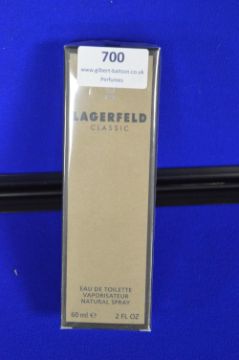 700
www.gilbert-baitson.co.uk
Perfumes
LAGERFELD
CLASSIC
EAU DE TOILETTE
VAPORISATEUR
NATURAL SPRAY
60 ml e 2 FL OZ